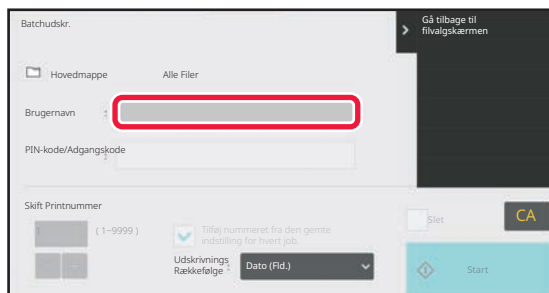 Batchudskr.
Gå tilbage til
filvalgskærmen
Hovedmappe Alle Filer
Brugernavn :
PIN-kode/Adgangskode :
Skift Printnummer
1 ( 1~9999 )
Tilføj nummeret fra den gemte
indstilling for hvert job.
Slet
CA
Udskrivnings
Rækkefølge : Dato (Fld.)
Start